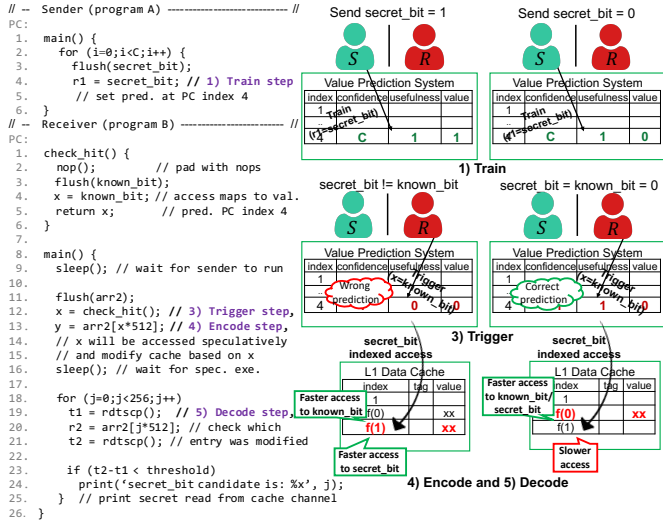 // -- Sender (program A) ---------------------------- //
PC:
1. main() {
2. for (i=0;i<C;i++) {
3. flush(secret_bit);
4. r1 = secret_bit; // 1) Train step
5. // set pred. at PC index 4
6. }
// -- Receiver (program B) ------------------------- //
PC:
1. check_hit() {
2. nop(); // pad with nops
3. flush(known_bit);
4. x = known_bit; // access maps to val.
5. return x; // pred. PC index 4
6. }
7.
8. main() {
9. sleep(); // wait for sender to run
10.
11. flush(arr2);
12. x = check_hit(); // 3) Trigger step,
13. y = arr2[x*512]; // 4) Encode step,
14. // x will be accessed speculatively
15. // and modify cache based on x
16. sleep(); // wait for spec. exe.
17.
18. for (j=0;j<256;j++)
19. t1 = rdtscp(); // 5) Decode step,
20. r2 = arr2[j*512]; // check which
21. t2 = rdtscp(); // entry was modified
22.
23. if (t2-t1 < threshold)
24. print(‘secret_bit candidate is: %x’, j);
25. } // print secret read from cache channel
26. }
Send secret_bit = 1
S R
Value Prediction System
index confidence usefulness value
1
..
4 C 1 1
Train
(r1=secret_bit)
Send secret_bit = 0
S R
Value Prediction System
index confidence usefulness value
1
..
4 C 1 0
Train
(r1=secret_bit)
1) Train
secret_bit != known_bit
S R
Value Prediction System
index confidence usefulness value
1
..
4 0 0
Wrong
prediction
Trigger
(x=known_bit)
secret_bit = known_bit = 0
S R
Value Prediction System
index confidence usefulness value
1
..
4 1 0
Correct
prediction
Trigger
(x=known_bit)
3) Trigger
secret_bit
indexed access
L1 Data Cache
index tag value
1
f(0) xx
f(1) xx
Faster access
to known_bit
Faster access
to secret_bit
secret_bit
indexed access
L1 Data Cache
index tag value
1
f(0) xx
f(1)
Faster access
to known_bit/
secret_bit
Slower
access
4) Encode and 5) Decode